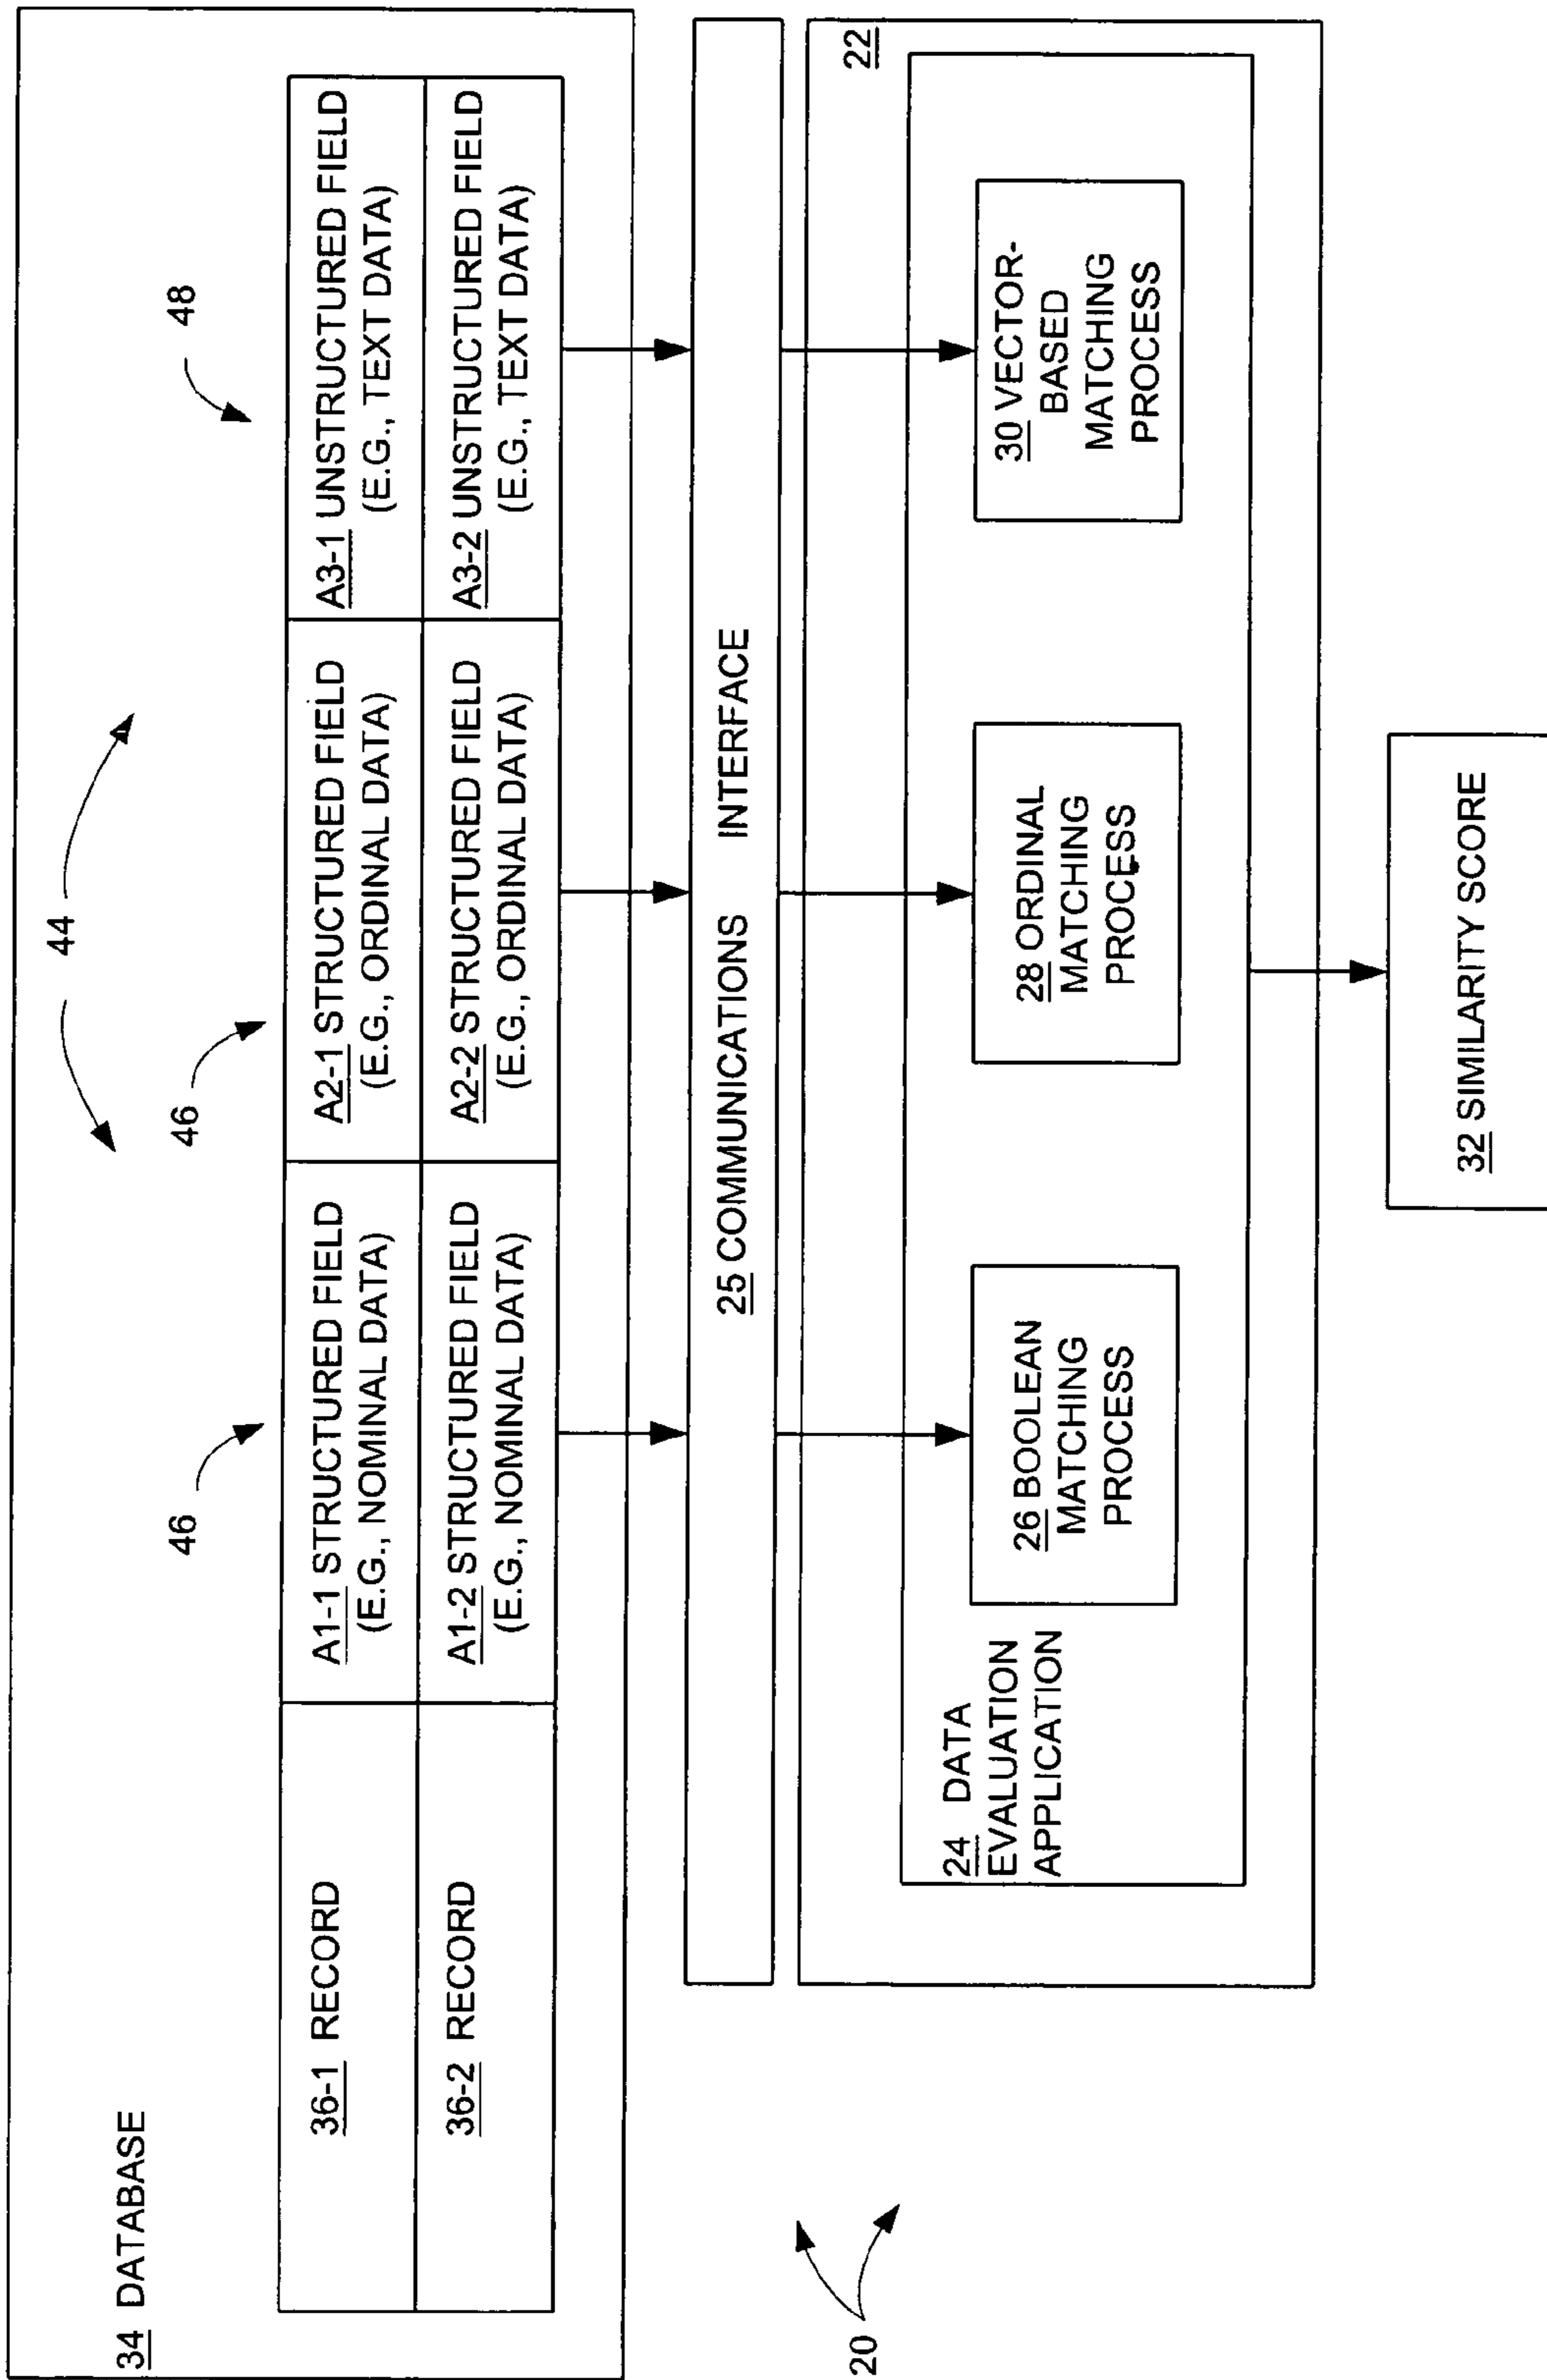 34 DATABASE
44
46
46
48
36-1 RECORD
A1-1 STRUCTURED FIELD
(E.G., NOMINAL DATA)
A2-1 STRUCTURED FIELD
(E.G., ORDINAL DATA)
A3-1 UNSTRUCTURED FIELD
(E.G., TEXT DATA)
36-2 RECORD
A1-2 STRUCTURED FIELD
(E.G., NOMINAL DATA)
A2-2 STRUCTURED FIELD
(E.G., ORDINAL DATA)
A3-2 UNSTRUCTURED FIELD
(E.G., TEXT DATA)
25 COMMUNICATIONS INTERFACE
20
22
24 DATA
EVALUATION
APPLICATION
26 BOOLEAN
MATCHING
PROCESS
28 ORDINAL
MATCHING
PROCESS
30 VECTOR-
BASED
MATCHING
PROCESS
32 SIMILARITY SCORE